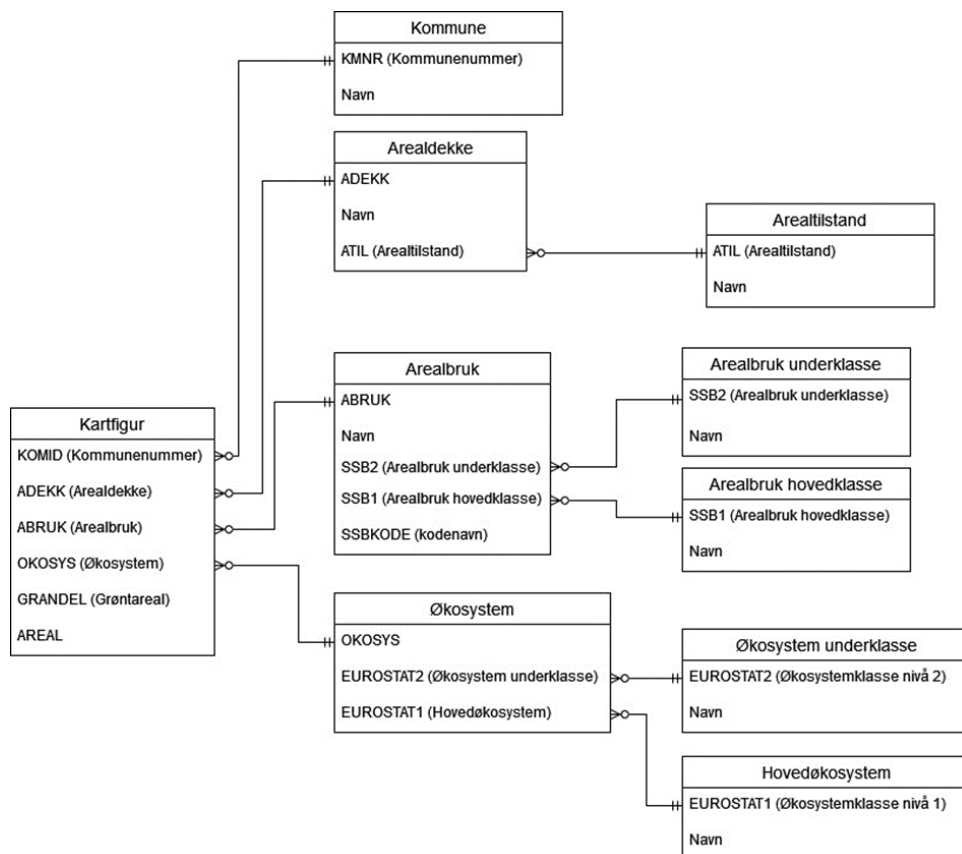 Kommune
KMNR (Kommunenummer)
Navn
Arealdekke
ADEKK
Navn
ATIL (Arealtilstand)
Arealtilstand
ATIL (Arealtilstand)
Navn
Arealbruk
ABRUK
Navn
SSB2 (Arealbruk underklasse)
SSB1 (Arealbruk hovedklasse)
SSBKODE (kodenavn)
Arealbruk underklasse
SSB2 (Arealbruk underklasse)
Navn
Arealbruk hovedklasse
SSB1 (Arealbruk hovedklasse)
Navn
Kartfigur
KOMID (Kommunenummer)
ADEKK (Arealdekke)
ABRUK (Arealbruk)
OKOSYS (Økosystem)
GRANDEL (Grøntareal)
AREAL
Økosystem
OKOSYS
EUROSTAT2 (Økosystem underklasse)
EUROSTAT1 (Hovedøkosystem)
Økosystem underklasse
EUROSTAT2 (Økosystemklasse nivå 2)
Navn
Hovedøkosystem
EUROSTAT1 (Økosystemklasse nivå 1)
Navn